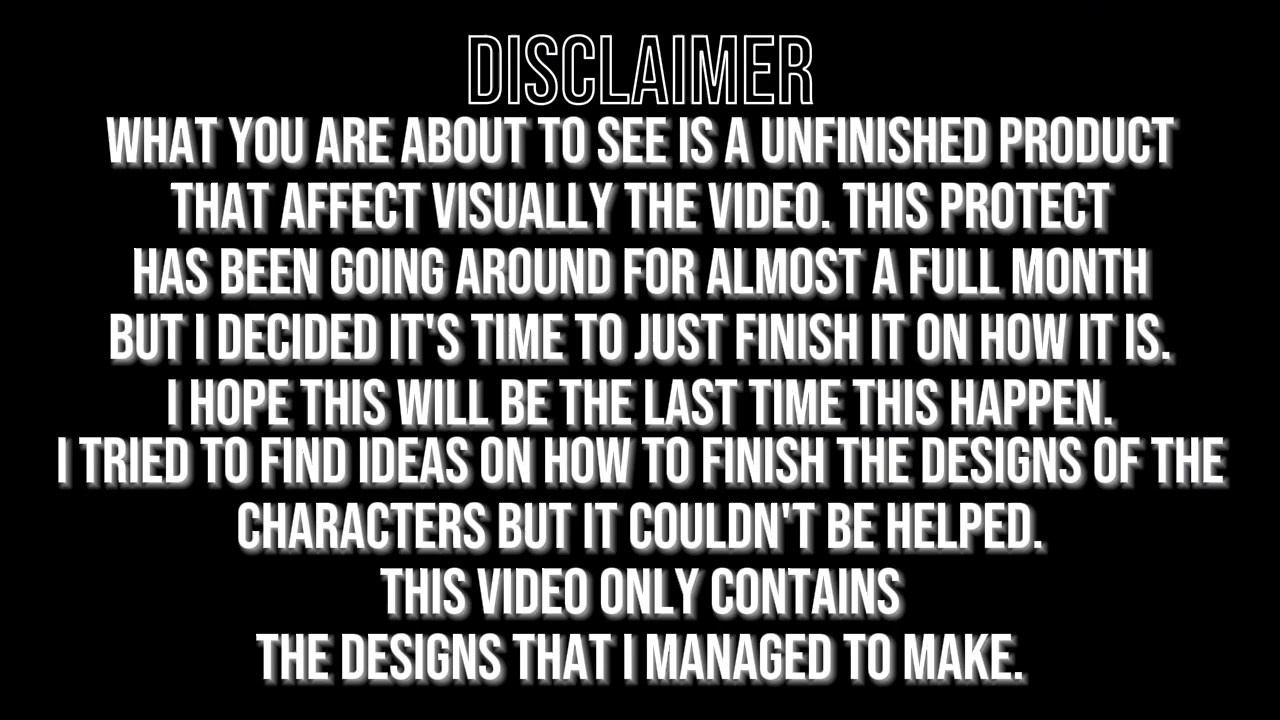 DISCLAIMER
WHAT YOU ARE ABOUT TO SEE IS A UNFINISHED PRODUCT
THAT AFFECT VISUALLY THE VIDEO. THIS PROTECT
HAS BEEN GOING AROUND FOR ALMOST A FULL MONTH
BUT I DECIDED IT'S TIME TO JUST FINISH IT ON HOW IT IS.
I HOPE THIS WILL BE THE LAST TIME THIS HAPPEN.
I TRIED TO FIND IDEAS ON HOW TO FINISH THE DESIGNS OF THE
CHARACTERS BUT IT COULDN'T BE HELPED.
THIS VIDEO ONLY CONTAINS
THE DESIGNS THAT I MANAGED TO MAKE.